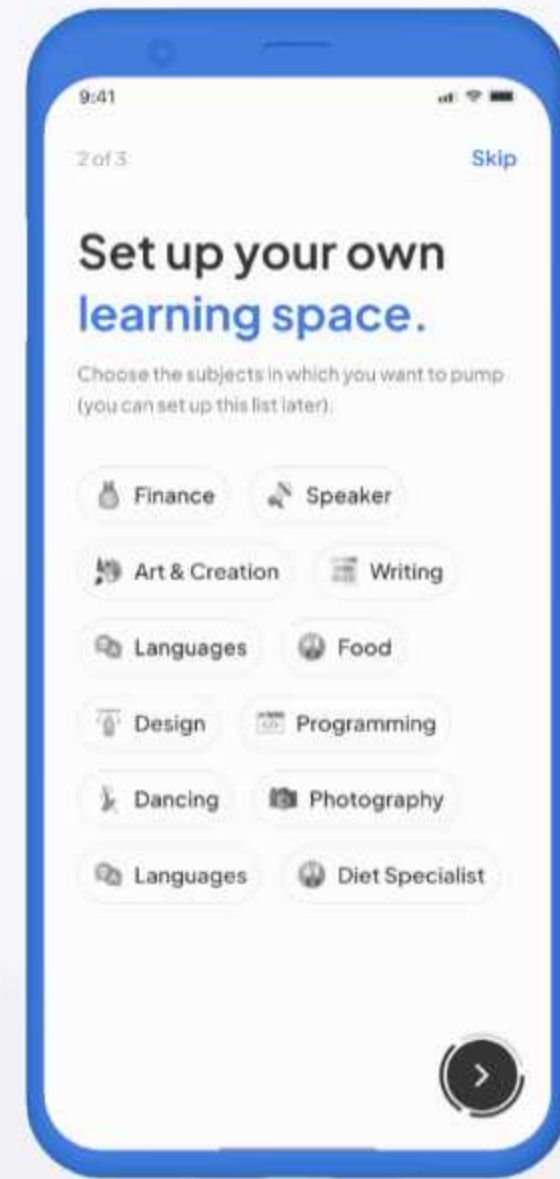 9:41
2 of 3 Skip
Set up your own
learning space.
Choose the subjects in which you want to pump
(you can set up this list later).
Finance Speaker
Art & Creation Writing
Languages Food
Design Programming
Dancing Photography
Languages Diet Specialist